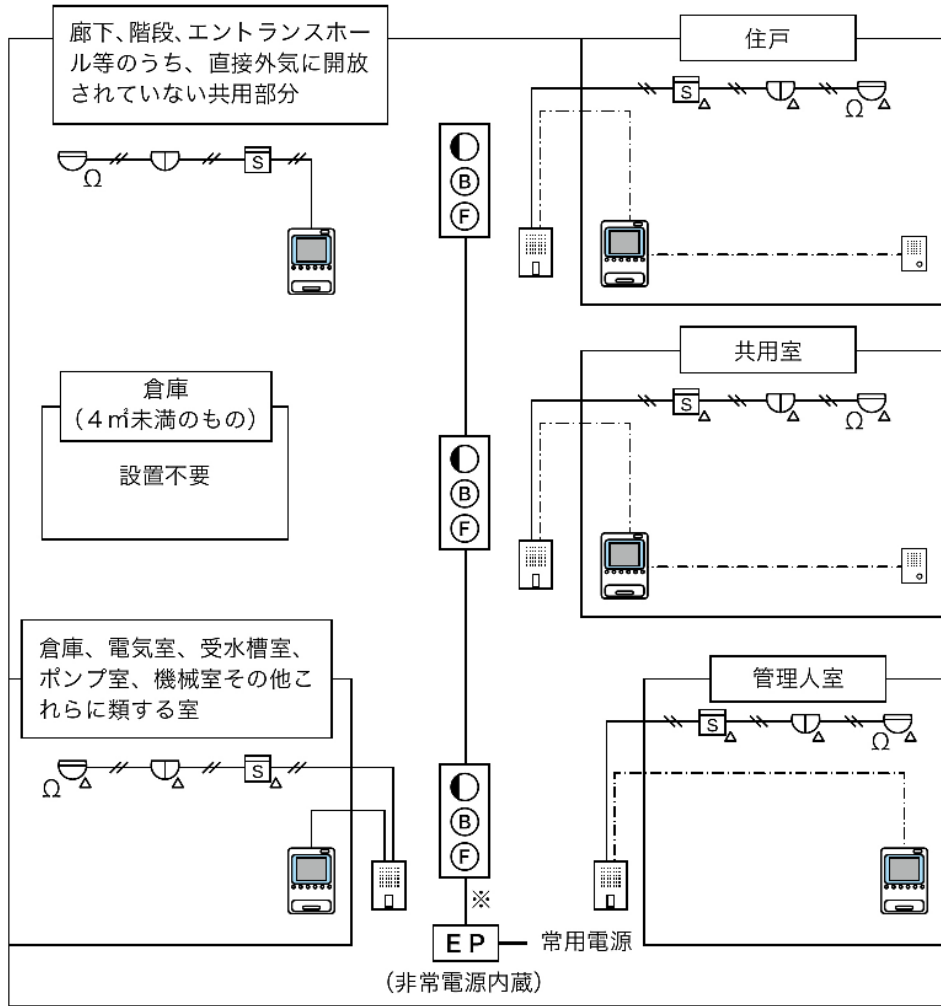 廊下、階段、エントランスホー
ル等のうち、直接外気に開放
されていない共用部分
住戸
S
Ω
S
Ω
B
F
共用室
S
Ω
倉庫
（４㎡未満のもの）
設置不要
B
F
倉庫、電気室、受水槽室、
ポンプ室、機械室その他こ
れらに類する室
管理人室
S
Ω
Ω
S
B
F
※
EP
常用電源
(非常電源内蔵)